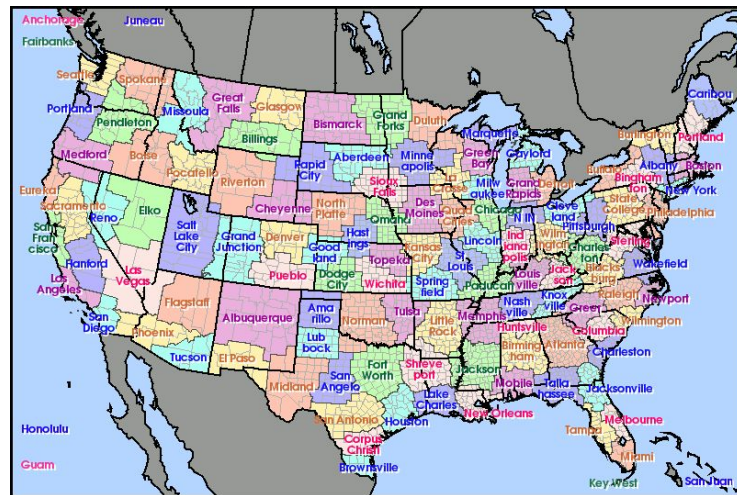 Anchorage
Juneau
Fairbanks
Seattle
Spokane
Missoula
Great
Falls
Glasgow
Bismarck
Grand
Forks
Duluth
Marquette
Caribou
Portland
Pendleton
Billings
Medford
Boise
Pocatello
Riverton
Rapid
City
Aberdeen
Minne
apolis
Green
Bay
Gaylord
La
Crosse
Milw
aukee
Grand
Rapids
Detroit
Buffalo
Burlington
Albany
Portland
Boston
Bingham
ton
New York
Eureka
Sacramento
Reno
Elko
Salt
Lake
City
Cheyenne
North
Platte
Sioux
Falls
Omaha
Des
Moines
Quad
Cities
Chicago
N IN
Cleve
land
Pittsburgh
State
College
Philadelphia
San
Fran
cisco
Hanford
Las
Vegas
Grand
Junction
Denver
Good
land
Hast
ings
Topeka
Kansas
City
Lincoln
St
Louis
Ind
iana
polis
Wilm
ington
Charles
ton
Sterling
Wakefield
Los
Angeles
San
Diego
Flagstaff
Pueblo
Dodge
City
Wichita
Spring
field
Paducah
Louis
ville
Jack
son
Blacks
burg
Raleigh
Newport
Phoenix
Tucson
Albuquerque
Ama
rillo
Lub
bock
Norman
Tulsa
Little
Rock
Memphis
Nash
ville
Knox
ville
Greer
Wilmington
Columbia
Charleston
El Paso
Midland
San
Angelo
Fort
Worth
Shreve
port
Jackson
Huntsville
Birming
ham
Atlanta
Mobile
Talla
hassee
Jacksonville
San Antonio
Houston
Lake
Charles
New Orleans
Corpus
Christi
Brownsville
Tampa
Melbourne
Miami
Key West
San Juan
Honolulu
Guam